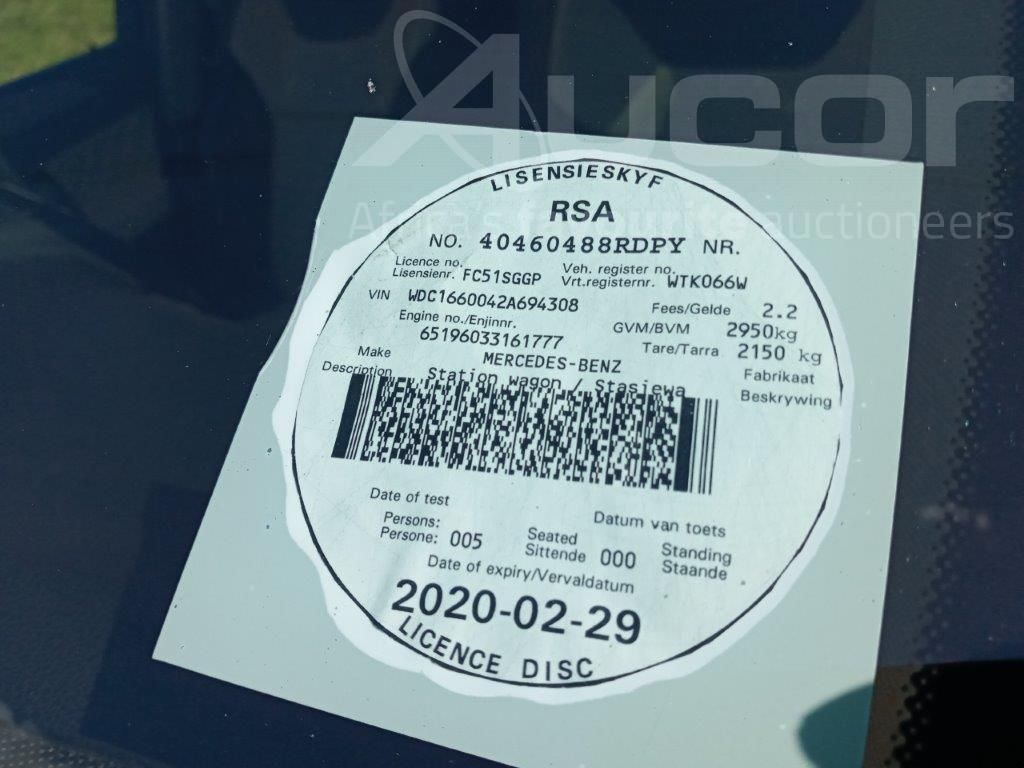 Aucor
Africa's favourite auctioneers
LISENSIESKYF
RSA
NO. 40460488RDPY NR.
Licence no. Veh. register no.
Lisensienr. FC51SGGP Vrt.registernr. WTK066W
VIN WDC1660042A694308 Fees/Gelde 2.2
Engine no./Enjinnr. GVM/BVM 2950kg
65196033161777 Tare/Tarra 2150 kg
Make MERCEDES-BENZ Fabrikaat
Description Station wagon / Stasiewa Beskrywing
Date of test Datum van toets
Persons: Seated Standing
Persone: 005 Sittende 000 Staande
Date of expiry/Vervaldatum
2020-02-29
LICENCE DISC